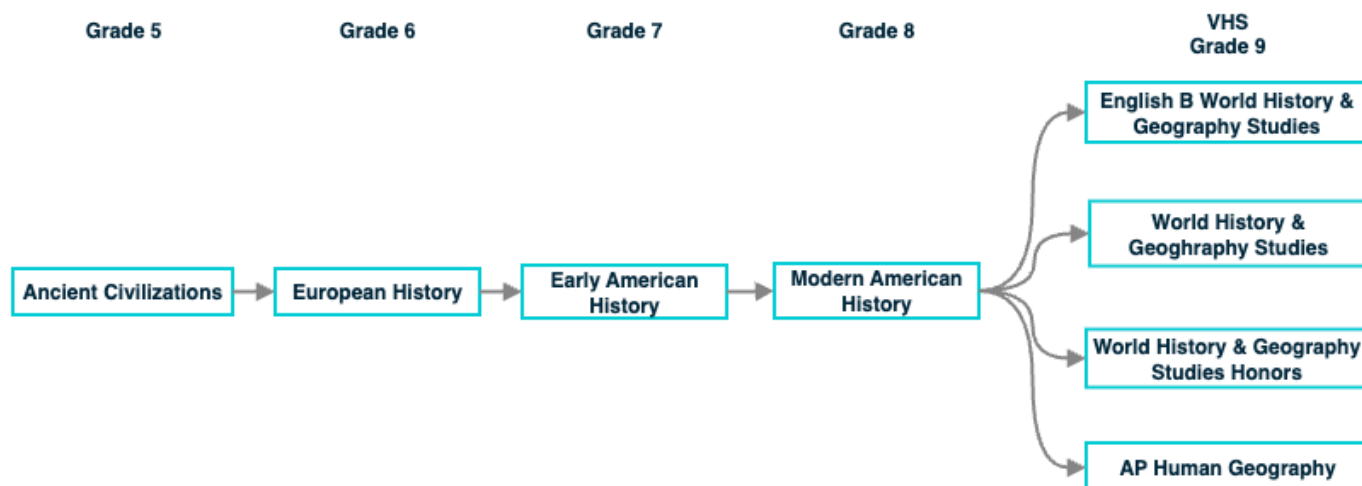 Grade 5
Grade 6
Grade 7
Grade 8
VHS
Grade 9
English B World History &
Geography Studies
World History &
Geoghraphy Studies
Ancient Civilizations
European History
Early American
History
Modern American
History
World History & Geography
Studies Honors
AP Human Geography